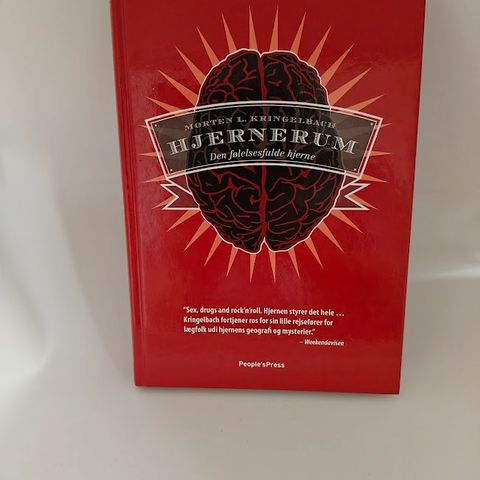 MORTEN L. KRINGELBACH
HJERNERUM
Den følelsesfulde hjerne
"Sex, drugs and rock'n'roll. Hjernen styrer det hele ...
Kringelbach fortjener ros for sin lille rejsefører for
lægfolk udi hjernens geografi og mysterier."
– Weekendavisen
People'sPress